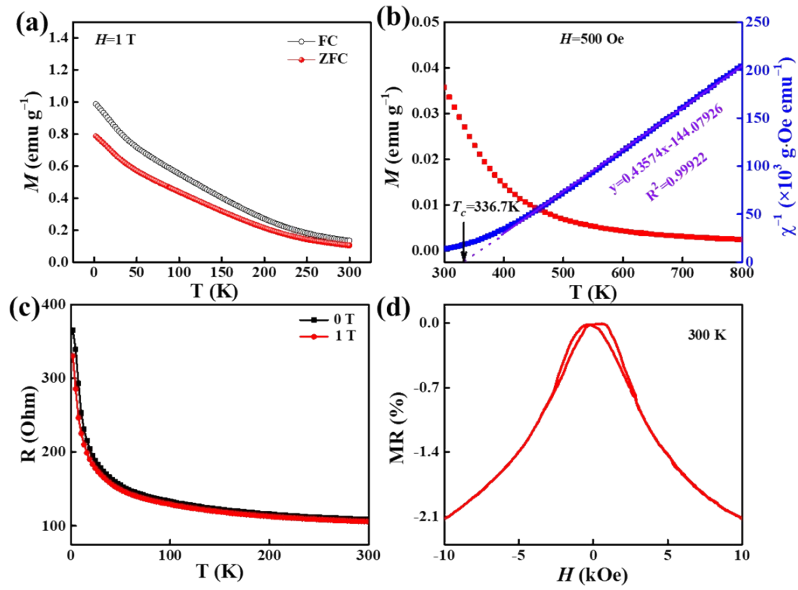 (a)
H=1 T
FC
ZFC
1.4
1.2
1.0
0.8
0.6
0.4
0.2
0.0
M (emu g⁻¹)
0 50 100 150 200 250 300
T (K)
(b)
H=500 Oe
0.05
0.04
0.03
0.02
0.01
0.00
M (emu g⁻¹)
250
200
150
100
50
0
χ⁻¹ (×10³ g·Oe emu⁻¹)
y=0.43574x-144.07926
R²=0.99922
Tc=336.7K
300 400 500 600 700 800
T (K)
(c)
0 T
1 T
400
300
200
100
R (Ohm)
0 100 200 300
T (K)
(d)
300 K
0.0
-0.7
-1.4
-2.1
MR (%)
-10 -5 0 5 10
H (kOe)